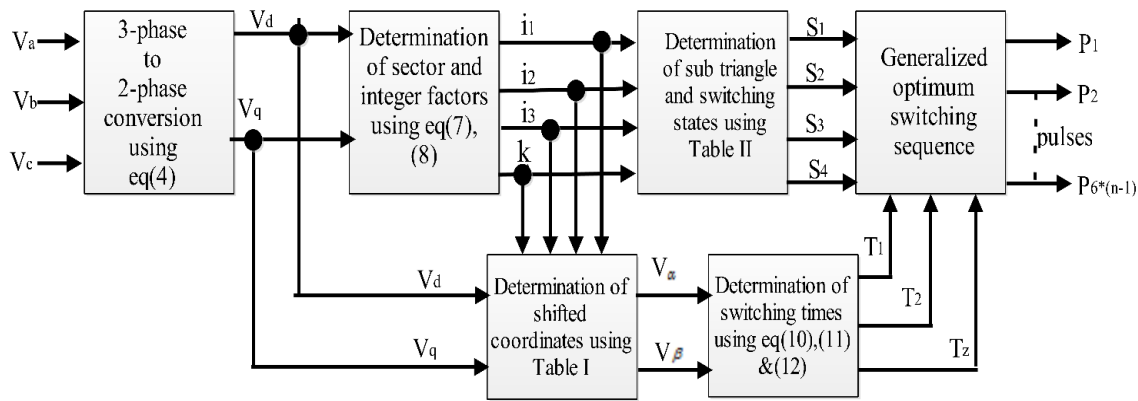 Va
Vb
Vc
3-phase
to
2-phase
conversion
using
eq(4)
Vd
Vq
Determination
of sector and
integer factors
using eq(7),
(8)
i1
i2
i3
k
Determination
of sub triangle
and switching
states using
Table II
S1
S2
S3
S4
Generalized
optimum
switching
sequence
P1
P2
pulses
P6*(n-1)
Vd
Vq
Determination of
shifted
coordinates using
Table I
Vα
Vβ
Determination of
switching times
using eq(10),(11)
&(12)
T1
T2
Tz